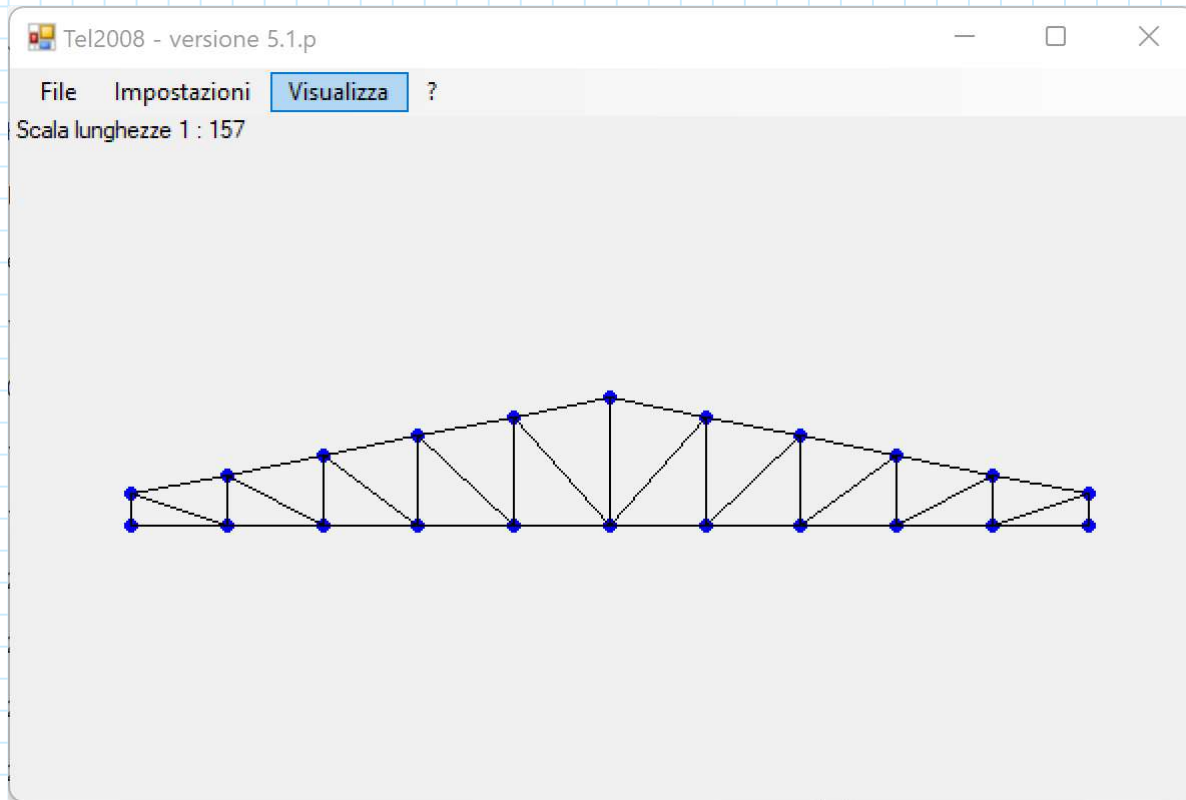 Tel2008 - versione 5.1.p
File Impostazioni Visualizza ?
Scala lunghezze 1 : 157